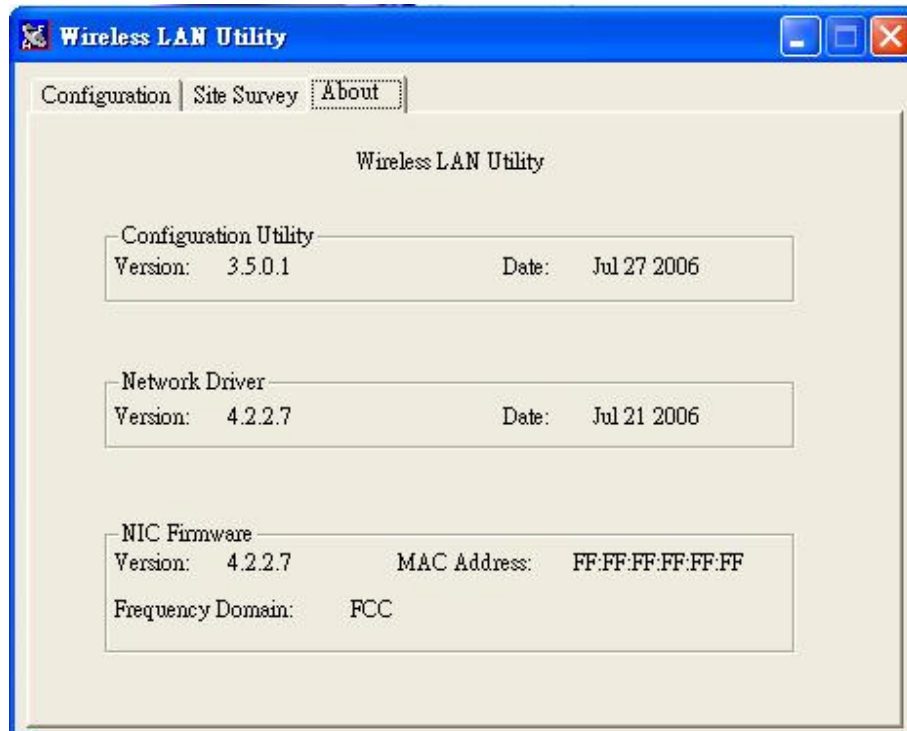 Wireless LAN Utility
Configuration Site Survey About
Wireless LAN Utility
Configuration Utility
Version: 3.5.0.1 Date: Jul 27 2006
Network Driver
Version: 4.2.2.7 Date: Jul 21 2006
NIC Firmware
Version: 4.2.2.7 MAC Address: FF:FF:FF:FF:FF:FF
Frequency Domain: FCC